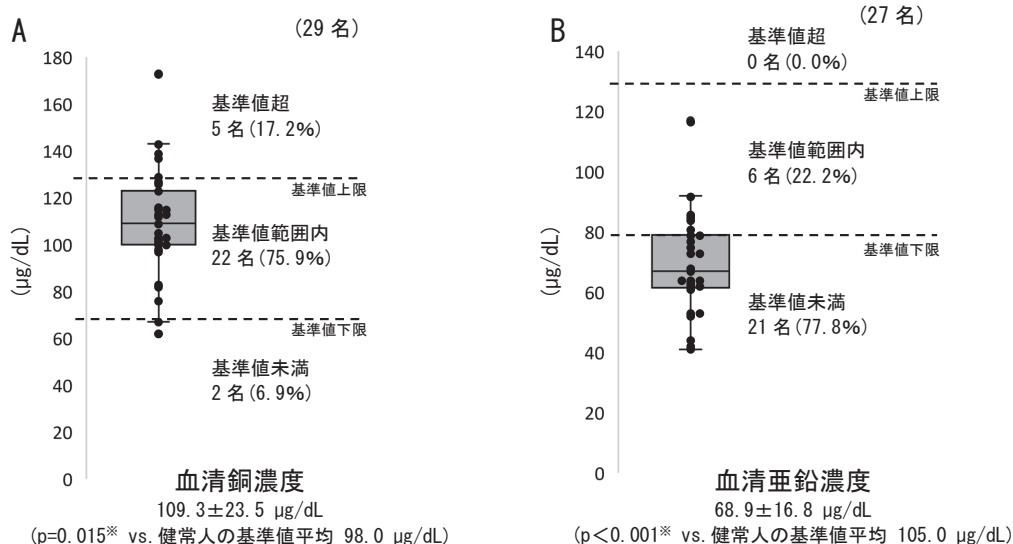 A
(29 名)
180
160
140
120
100
80
60
40
20
0
(μg/dL)
基準値超
5 名(17.2%)
基準値上限
基準値範囲内
22 名(75.9%)
基準値下限
基準値未満
2 名(6.9%)
血清銅濃度
109.3±23.5 μg/dL
(p=0.015※ vs. 健常人の基準値平均 98.0 μg/dL)
B
(27 名)
140
120
100
80
60
40
20
0
(μg/dL)
基準値超
0 名(0.0%)
基準値上限
基準値範囲内
6 名(22.2%)
基準値下限
基準値未満
21 名(77.8%)
血清亜鉛濃度
68.9±16.8 μg/dL
(p＜0.001※ vs. 健常人の基準値平均 105.0 μg/dL)